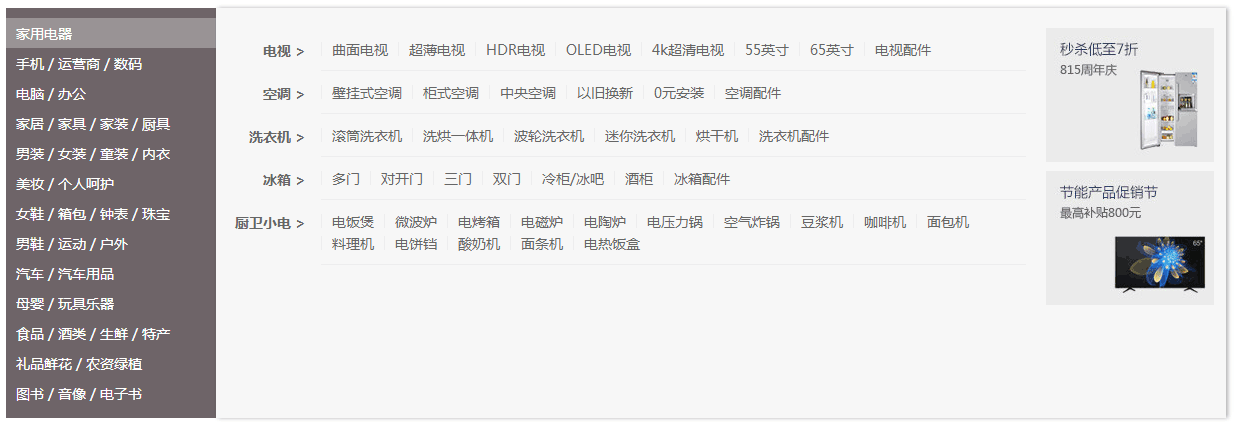 家用电器
手机 / 运营商 / 数码
电脑 / 办公
家居 / 家具 / 家装 / 厨具
男装 / 女装 / 童装 / 内衣
美妆 / 个人呵护
女鞋 / 箱包 / 钟表 / 珠宝
男鞋 / 运动 / 户外
汽车 / 汽车用品
母婴 / 玩具乐器
食品 / 酒类 / 生鲜 / 特产
礼品鲜花 / 农资绿植
图书 / 音像 / 电子书
电视 > 曲面电视 超薄电视 HDR电视 OLED电视 4k超清电视 55英寸 65英寸 电视配件
空调 > 壁挂式空调 柜式空调 中央空调 以旧换新 0元安装 空调配件
洗衣机 > 滚筒洗衣机 洗烘一体机 波轮洗衣机 迷你洗衣机 烘干机 洗衣机配件
冰箱 > 多门 对开门 三门 双门 冷柜/冰吧 酒柜 冰箱配件
厨卫小电 > 电饭煲 微波炉 电烤箱 电磁炉 电陶炉 电压力锅 空气炸锅 豆浆机 咖啡机 面包机
料理机 电饼铛 酸奶机 面条机 电热饭盒
秒杀低至7折
815周年庆
节能产品促销节
最高补贴800元
65"